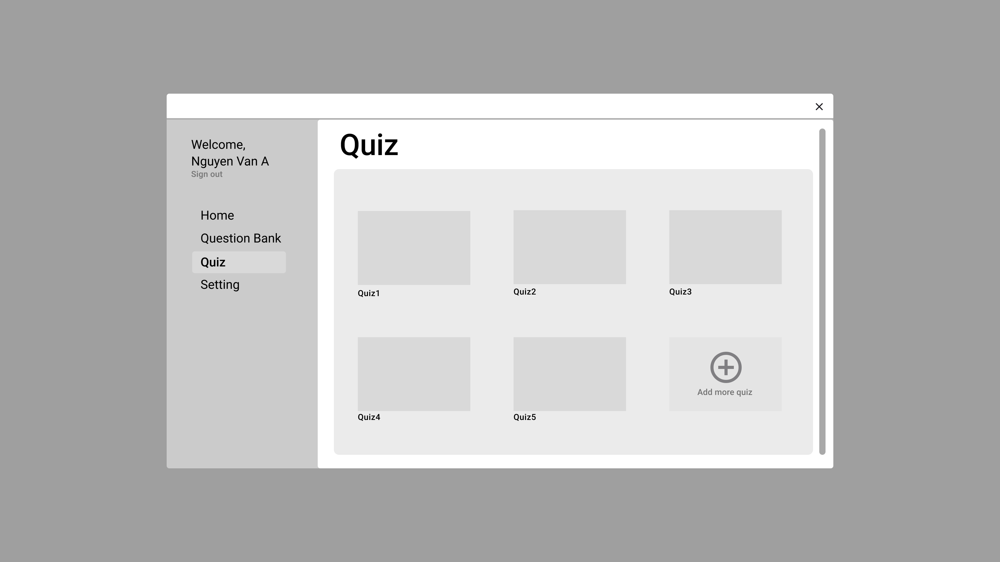 Welcome,
Nguyen Van A
Sign out
Home
Question Bank
Quiz
Setting
Quiz
Quiz1
Quiz2
Quiz3
Quiz4
Quiz5
Add more quiz